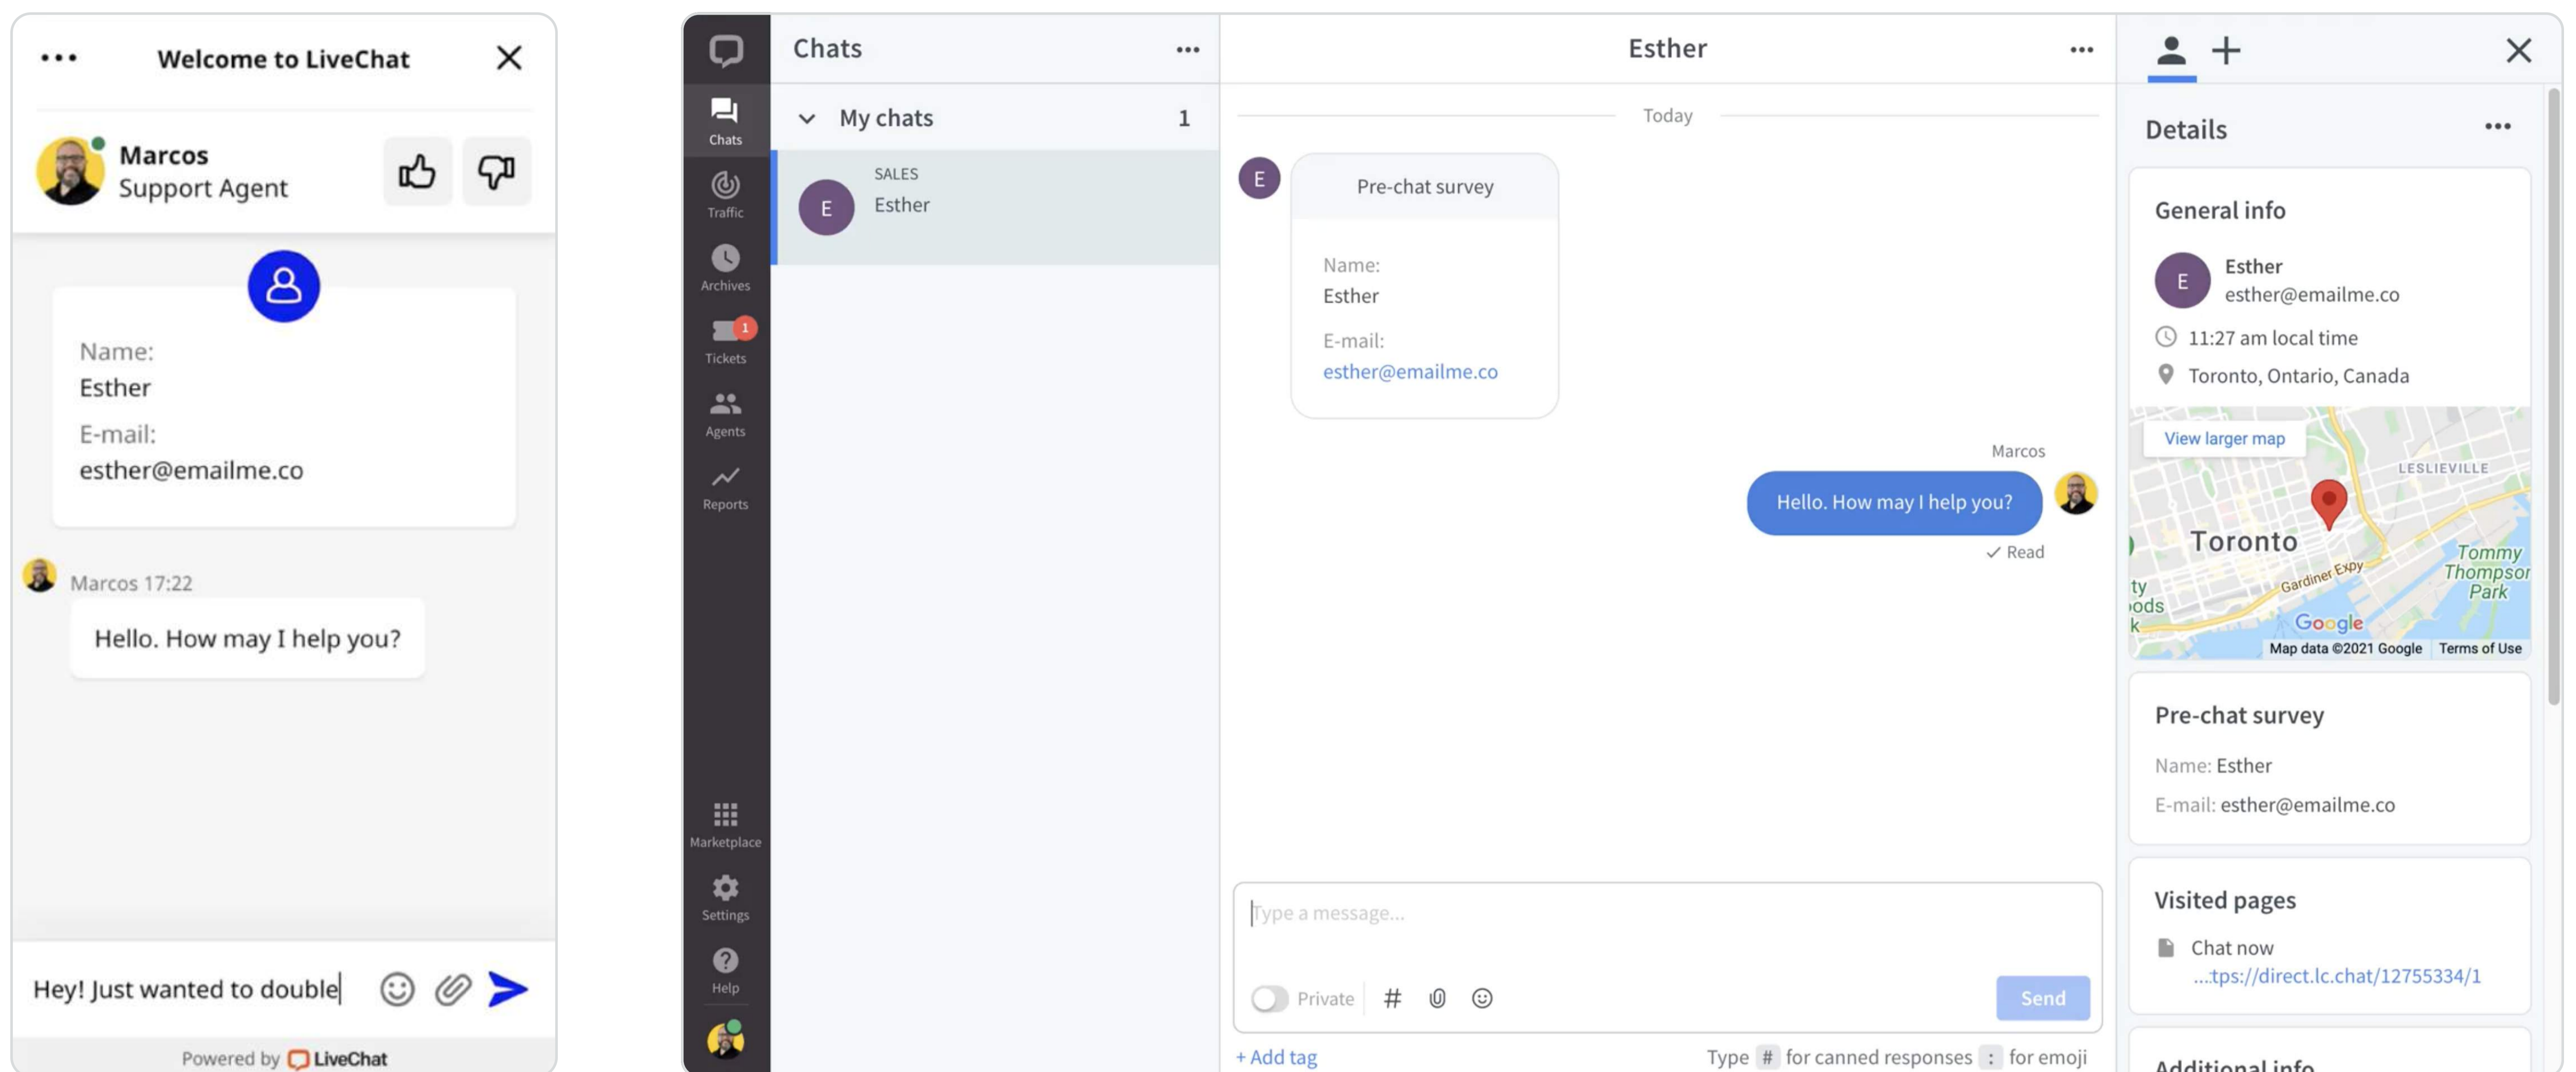 Welcome to LiveChat
Marcos
Support Agent
Name:
Esther
E-mail:
esther@emailme.co
Marcos 17:22
Hello. How may I help you?
Hey! Just wanted to double
Powered by LiveChat
Chats
Traffic
Archives
1
Tickets
Agents
Reports
Marketplace
Settings
Help
Chats
My chats 1
SALES
E
Esther
Esther
Today
E
Pre-chat survey
Name:
Esther
E-mail:
esther@emailme.co
Marcos
Hello. How may I help you?
Read
Type a message...
Private
Send
+ Add tag
Type # for canned responses : for emoji
Details
General info
E
Esther
esther@emailme.co
11:27 am local time
Toronto, Ontario, Canada
View larger map
LESLIEVILLE
Toronto
Tommy
Thompson
Park
Gardiner Expy
ty
ods
k
Google
Map data ©2021 Google Terms of Use
Pre-chat survey
Name: Esther
E-mail: esther@emailme.co
Visited pages
Chat now
...tps://direct.lc.chat/12755334/1
Additional info